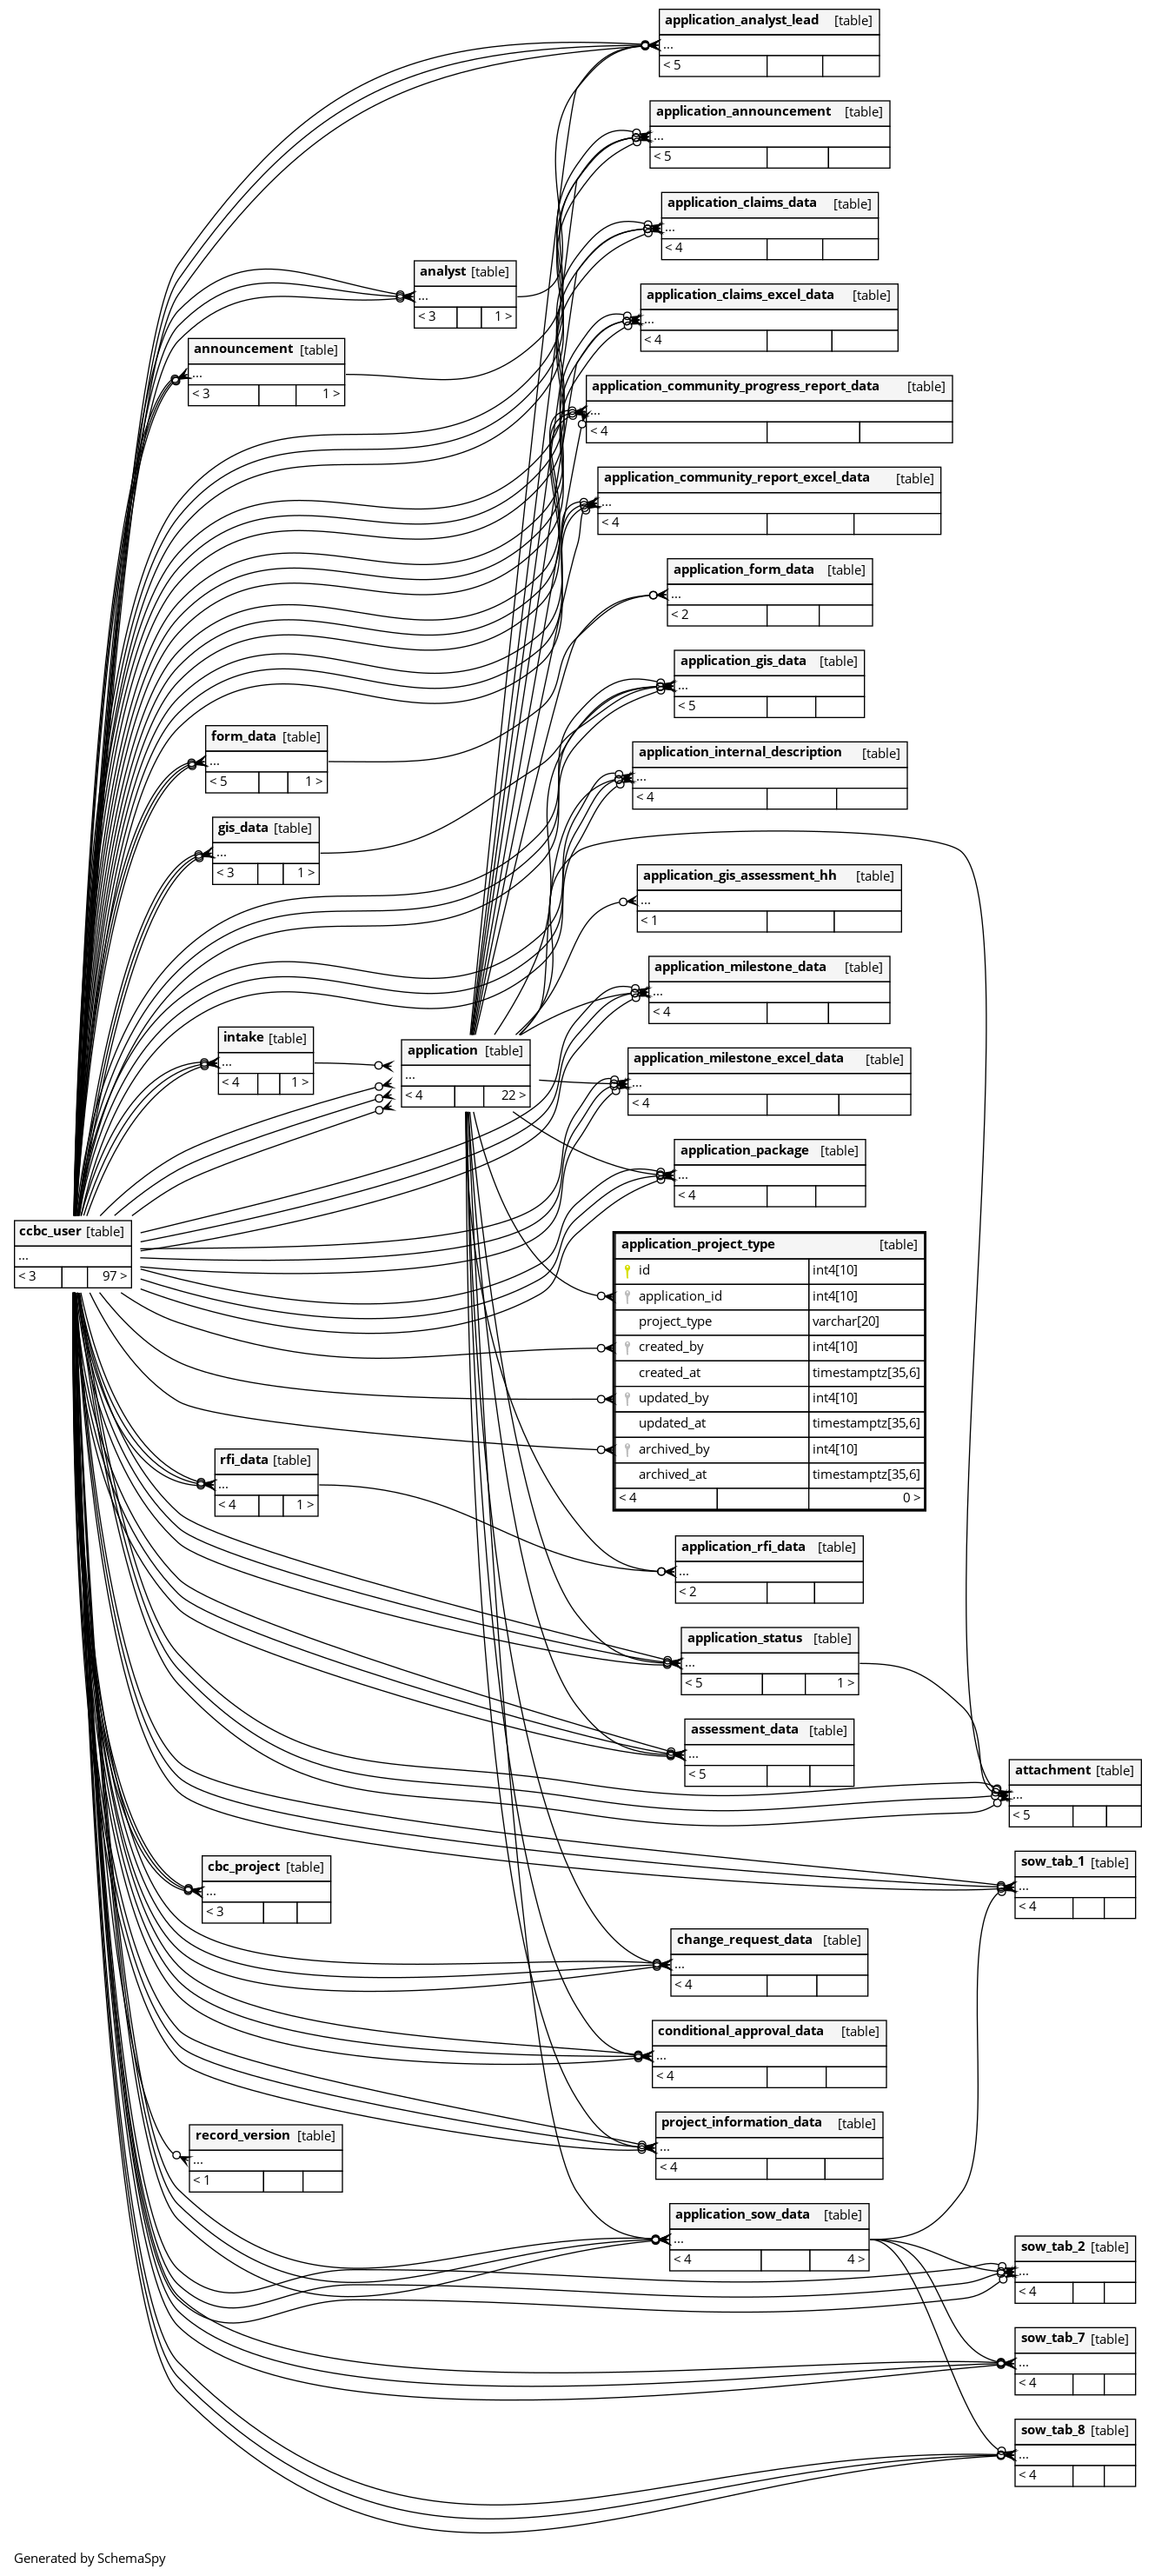 application_analyst_lead [table]
...
< 5
application_announcement [table]
...
< 5
application_claims_data [table]
...
< 4
analyst [table]
...
< 3 1 >
application_claims_excel_data [table]
...
< 4
announcement [table]
...
< 3 1 >
application_community_progress_report_data [table]
...
< 4
application_community_report_excel_data [table]
...
< 4
application_form_data [table]
...
< 2
application_gis_data [table]
...
< 5
form_data [table]
...
< 5 1 >
application_internal_description [table]
...
< 4
gis_data [table]
...
< 3 1 >
application_gis_assessment_hh [table]
...
< 1
application_milestone_data [table]
...
< 4
intake [table]
...
< 4 1 >
application [table]
...
< 4 22 >
application_milestone_excel_data [table]
...
< 4
application_package [table]
...
< 4
ccbc_user [table]
...
< 3 97 >
application_project_type [table]
id int4[10]
application_id int4[10]
project_type varchar[20]
created_by int4[10]
created_at timestamptz[35,6]
updated_by int4[10]
updated_at timestamptz[35,6]
archived_by int4[10]
archived_at timestamptz[35,6]
< 4 0 >
rfi_data [table]
...
< 4 1 >
application_rfi_data [table]
...
< 2
application_status [table]
...
< 5 1 >
assessment_data [table]
...
< 5
attachment [table]
...
< 5
cbc_project [table]
...
< 3
sow_tab_1 [table]
...
< 4
change_request_data [table]
...
< 4
conditional_approval_data [table]
...
< 4
project_information_data [table]
...
< 4
record_version [table]
...
< 1
application_sow_data [table]
...
< 4 4 >
sow_tab_2 [table]
...
< 4
sow_tab_7 [table]
...
< 4
sow_tab_8 [table]
...
< 4
Generated by SchemaSpy